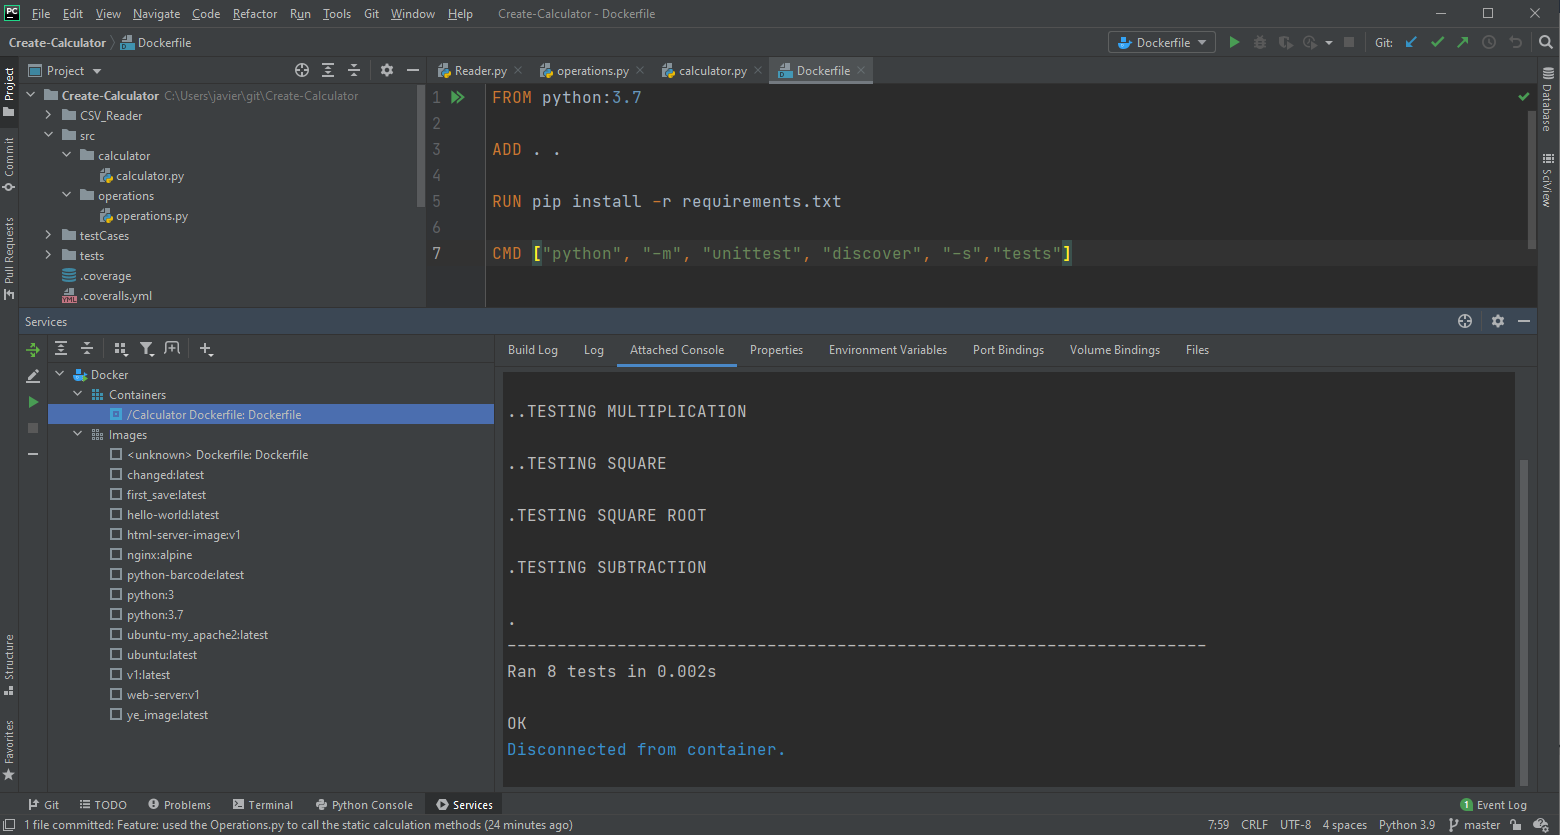 PC File Edit View Navigate Code Refactor Run Tools Git Window Help Create-Calculator - Dockerfile
Create-Calculator Dockerfile
Dockerfile Git:
Project
Reader.py operations.py calculator.py Dockerfile
Create-Calculator C:\Users\javier\git\Create-Calculator
CSV_Reader
src
calculator
calculator.py
operations
operations.py
testCases
tests
.coverage
YML .coveralls.yml
1 FROM python:3.7
2
3 ADD . .
4
5 RUN pip install -r requirements.txt
6
7 CMD ["python", "-m", "unittest", "discover", "-s","tests"]
Project
Commit
Pull Requests
Structure
Favorites
Database
SciView
Services
Docker
Containers
/Calculator Dockerfile: Dockerfile
Images
<unknown> Dockerfile: Dockerfile
changed:latest
first_save:latest
hello-world:latest
html-server-image:v1
nginx:alpine
python-barcode:latest
python:3
python:3.7
ubuntu-my_apache2:latest
ubuntu:latest
v1:latest
web-server:v1
ye_image:latest
Build Log Log Attached Console Properties Environment Variables Port Bindings Volume Bindings Files
..TESTING MULTIPLICATION
..TESTING SQUARE
.TESTING SQUARE ROOT
.TESTING SUBTRACTION
.
----------------------------------------------------------------------
Ran 8 tests in 0.002s
OK
Disconnected from container.
Git TODO Problems Terminal Python Console Services 1 Event Log
1 file committed: Feature: used the Operations.py to call the static calculation methods (24 minutes ago) 7:59 CRLF UTF-8 4 spaces Python 3.9 master